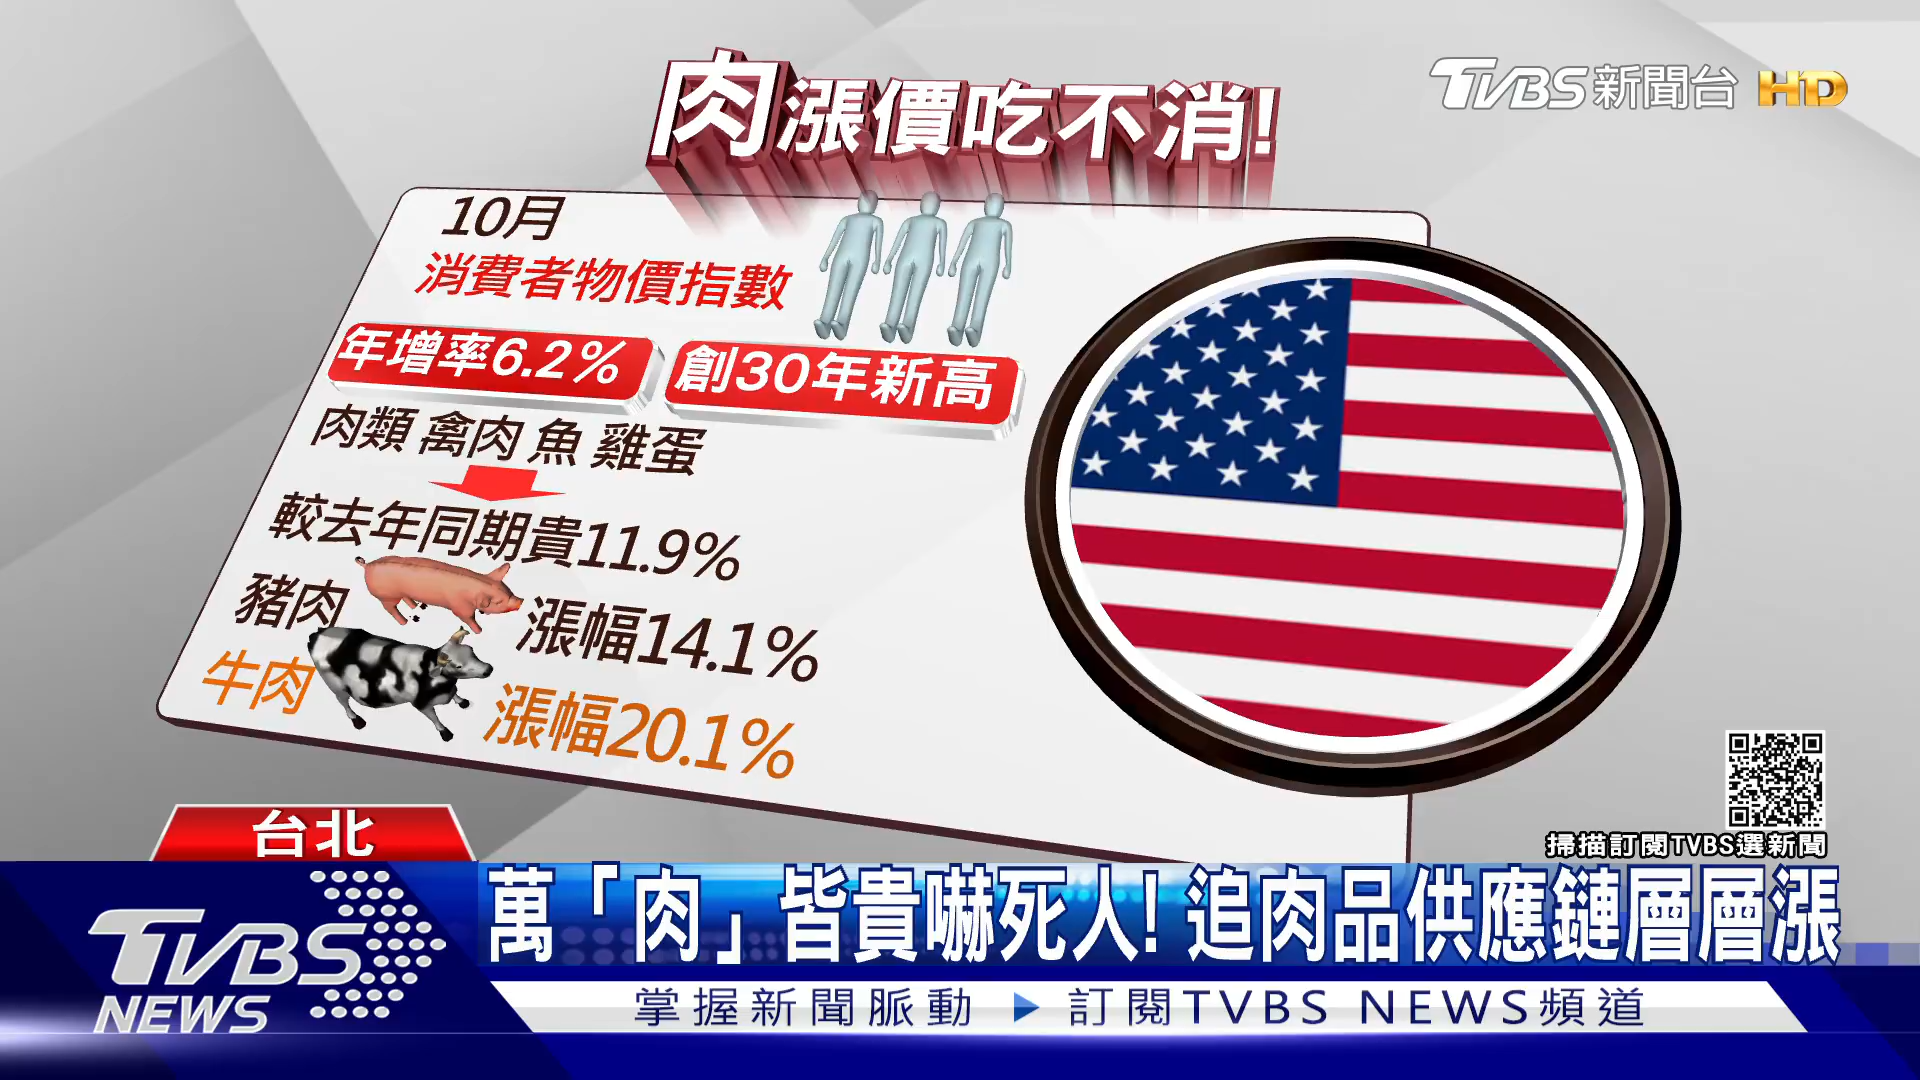 肉漲價吃不消!
TVBS新聞台 HD
10月
消費者物價指數
年增率6.2% 創30年新高
肉類 禽肉 魚 雞蛋
較去年同期貴11.9%
豬肉 漲幅14.1%
牛肉 漲幅20.1%
掃描訂閱TVBS選新聞
台北
萬「肉」皆貴嚇死人! 追肉品供應鏈層層漲
TVBS NEWS
掌握新聞脈動 ▶ 訂閱TVBS NEWS頻道